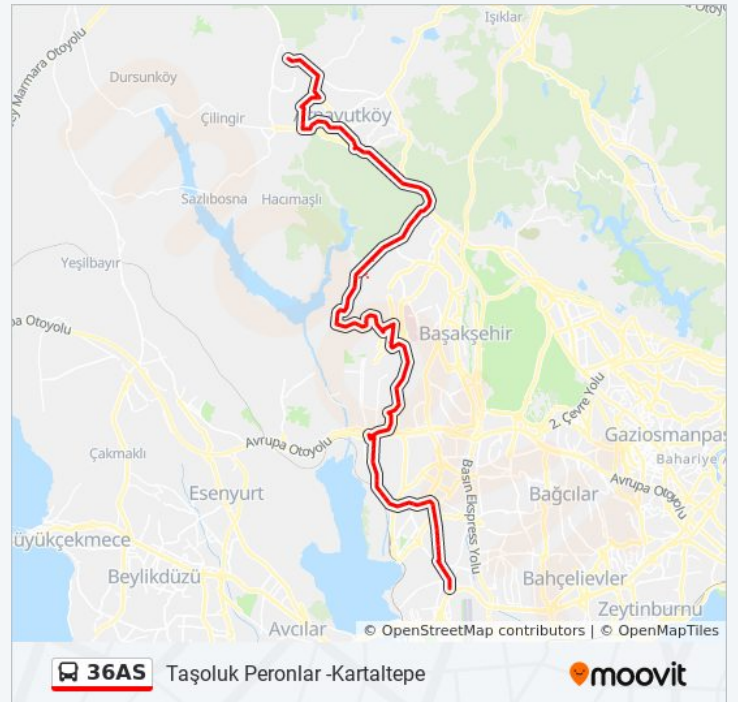 Işıklar
Marmara Otoyolu
Dursunköy
Çilingir
Arnavutköy
Sazlıbosna
Hacımaşlı
Yeşilbayır
Otoyolu
Başakşehir
2. Çevre Yolu
Gaziosmanpaş
Bahariye
Avrupa Otoyolu
Çakmaklı
Esenyurt
Basın Ekspress Yolu
Avrupa Otoyolu
Bağcılar
üyükçekmece
Beylikdüzü
Bahçelievler
Zeytinburnu
Avcılar
© OpenStreetMap contributors | © OpenMapTiles
36AS Taşoluk Peronlar -Kartaltepe
moovit